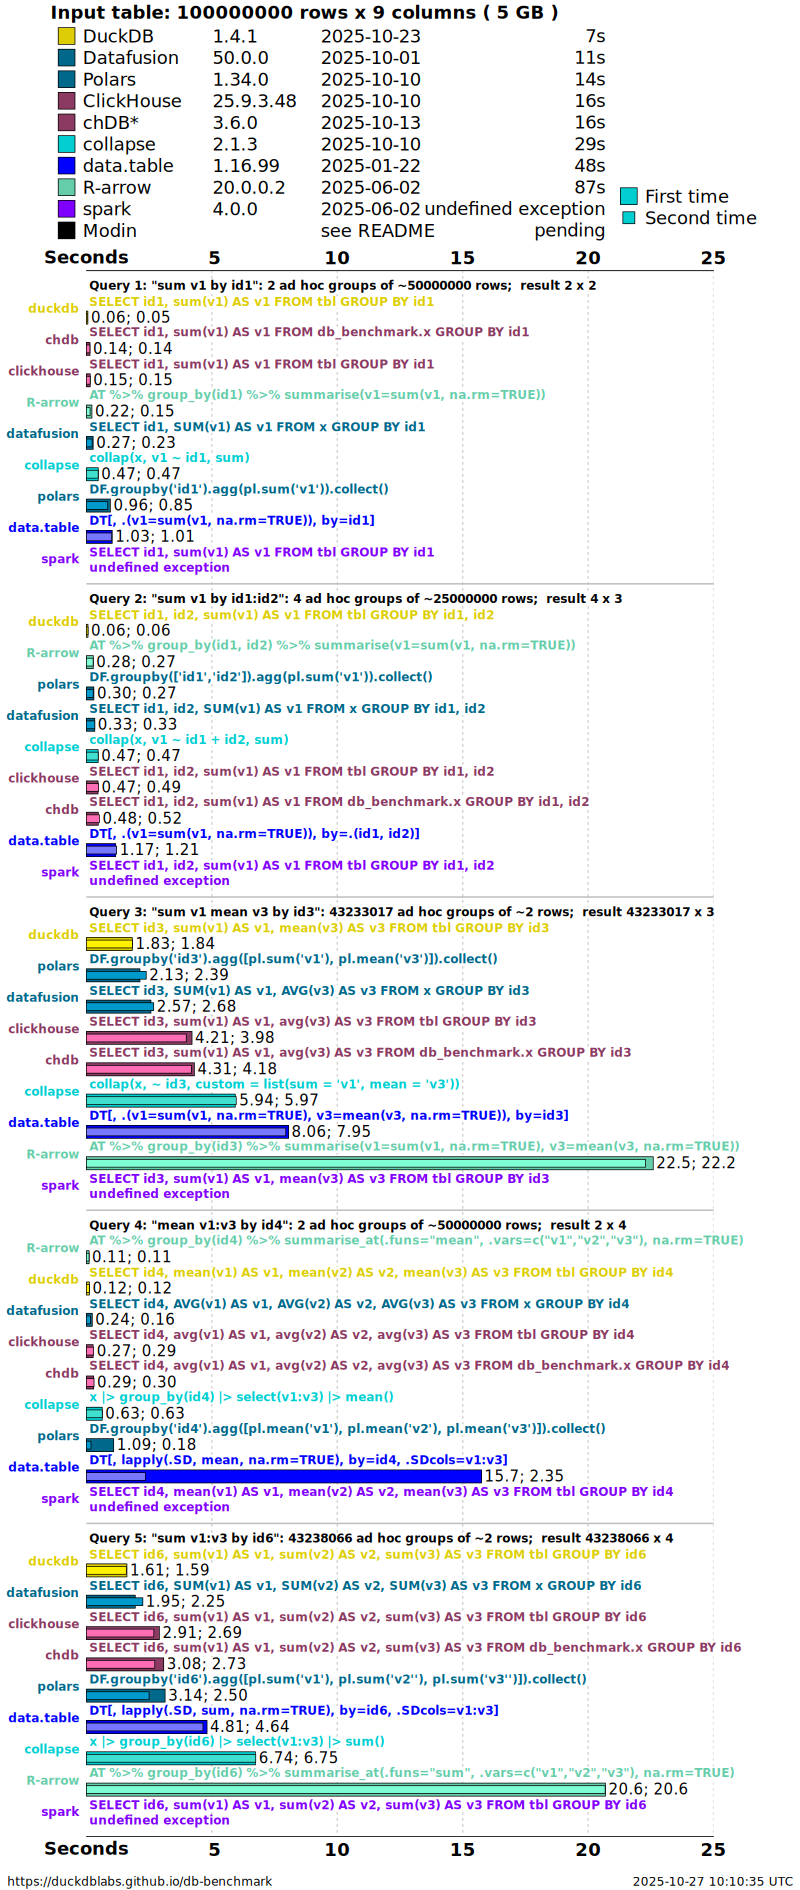 Input table: 100000000 rows x 9 columns ( 5 GB )
DuckDB 1.4.1 2025-10-23 7s
Datafusion 50.0.0 2025-10-01 11s
Polars 1.34.0 2025-10-10 14s
ClickHouse 25.9.3.48 2025-10-10 16s
chDB* 3.6.0 2025-10-13 16s
collapse 2.1.3 2025-10-10 29s
data.table 1.16.99 2025-01-22 48s
R-arrow 20.0.0.2 2025-06-02 87s
spark 4.0.0 2025-06-02 undefined exception
Modin see README pending
First time
Second time
Seconds 5 10 15 20 25
Query 1: "sum v1 by id1": 2 ad hoc groups of ~50000000 rows; result 2 x 2
duckdb SELECT id1, sum(v1) AS v1 FROM tbl GROUP BY id1
0.06; 0.05
chdb SELECT id1, sum(v1) AS v1 FROM db_benchmark.x GROUP BY id1
0.14; 0.14
clickhouse SELECT id1, sum(v1) AS v1 FROM tbl GROUP BY id1
0.15; 0.15
R-arrow AT %>% group_by(id1) %>% summarise(v1=sum(v1, na.rm=TRUE))
0.22; 0.15
datafusion SELECT id1, SUM(v1) AS v1 FROM x GROUP BY id1
0.27; 0.23
collapse collap(x, v1 ~ id1, sum)
0.47; 0.47
polars DF.groupby('id1').agg(pl.sum('v1')).collect()
0.96; 0.85
data.table DT[, .(v1=sum(v1, na.rm=TRUE)), by=id1]
1.03; 1.01
spark SELECT id1, sum(v1) AS v1 FROM tbl GROUP BY id1
undefined exception
Query 2: "sum v1 by id1:id2": 4 ad hoc groups of ~25000000 rows; result 4 x 3
duckdb SELECT id1, id2, sum(v1) AS v1 FROM tbl GROUP BY id1, id2
0.06; 0.06
R-arrow AT %>% group_by(id1, id2) %>% summarise(v1=sum(v1, na.rm=TRUE))
0.28; 0.27
polars DF.groupby(['id1','id2']).agg(pl.sum('v1')).collect()
0.30; 0.27
datafusion SELECT id1, id2, SUM(v1) AS v1 FROM x GROUP BY id1, id2
0.33; 0.33
collapse collap(x, v1 ~ id1 + id2, sum)
0.47; 0.47
clickhouse SELECT id1, id2, sum(v1) AS v1 FROM tbl GROUP BY id1, id2
0.47; 0.49
chdb SELECT id1, id2, sum(v1) AS v1 FROM db_benchmark.x GROUP BY id1, id2
0.48; 0.52
data.table DT[, .(v1=sum(v1, na.rm=TRUE)), by=.(id1, id2)]
1.17; 1.21
spark SELECT id1, id2, sum(v1) AS v1 FROM tbl GROUP BY id1, id2
undefined exception
Query 3: "sum v1 mean v3 by id3": 43233017 ad hoc groups of ~2 rows; result 43233017 x 3
duckdb SELECT id3, sum(v1) AS v1, mean(v3) AS v3 FROM tbl GROUP BY id3
1.83; 1.84
polars DF.groupby('id3').agg([pl.sum('v1'), pl.mean('v3')]).collect()
2.13; 2.39
datafusion SELECT id3, SUM(v1) AS v1, AVG(v3) AS v3 FROM x GROUP BY id3
2.57; 2.68
clickhouse SELECT id3, sum(v1) AS v1, avg(v3) AS v3 FROM tbl GROUP BY id3
4.21; 3.98
chdb SELECT id3, sum(v1) AS v1, avg(v3) AS v3 FROM db_benchmark.x GROUP BY id3
4.31; 4.18
collapse collap(x, ~ id3, custom = list(sum = 'v1', mean = 'v3'))
5.94; 5.97
data.table DT[, .(v1=sum(v1, na.rm=TRUE), v3=mean(v3, na.rm=TRUE)), by=id3]
8.06; 7.95
R-arrow AT %>% group_by(id3) %>% summarise(v1=sum(v1, na.rm=TRUE), v3=mean(v3, na.rm=TRUE))
22.5; 22.2
spark SELECT id3, sum(v1) AS v1, mean(v3) AS v3 FROM tbl GROUP BY id3
undefined exception
Query 4: "mean v1:v3 by id4": 2 ad hoc groups of ~50000000 rows; result 2 x 4
R-arrow AT %>% group_by(id4) %>% summarise_at(.funs="mean", .vars=c("v1","v2","v3"), na.rm=TRUE)
0.11; 0.11
duckdb SELECT id4, mean(v1) AS v1, mean(v2) AS v2, mean(v3) AS v3 FROM tbl GROUP BY id4
0.12; 0.12
datafusion SELECT id4, AVG(v1) AS v1, AVG(v2) AS v2, AVG(v3) AS v3 FROM x GROUP BY id4
0.24; 0.16
clickhouse SELECT id4, avg(v1) AS v1, avg(v2) AS v2, avg(v3) AS v3 FROM tbl GROUP BY id4
0.27; 0.29
chdb SELECT id4, avg(v1) AS v1, avg(v2) AS v2, avg(v3) AS v3 FROM db_benchmark.x GROUP BY id4
0.29; 0.30
collapse x |> group_by(id4) |> select(v1:v3) |> mean()
0.63; 0.63
polars DF.groupby('id4').agg([pl.mean('v1'), pl.mean('v2'), pl.mean('v3')]).collect()
1.09; 0.18
data.table DT[, lapply(.SD, mean, na.rm=TRUE), by=id4, .SDcols=v1:v3]
15.7; 2.35
spark SELECT id4, mean(v1) AS v1, mean(v2) AS v2, mean(v3) AS v3 FROM tbl GROUP BY id4
undefined exception
Query 5: "sum v1:v3 by id6": 43238066 ad hoc groups of ~2 rows; result 43238066 x 4
duckdb SELECT id6, sum(v1) AS v1, sum(v2) AS v2, sum(v3) AS v3 FROM tbl GROUP BY id6
1.61; 1.59
datafusion SELECT id6, SUM(v1) AS v1, SUM(v2) AS v2, SUM(v3) AS v3 FROM x GROUP BY id6
1.95; 2.25
clickhouse SELECT id6, sum(v1) AS v1, sum(v2) AS v2, sum(v3) AS v3 FROM tbl GROUP BY id6
2.91; 2.69
chdb SELECT id6, sum(v1) AS v1, sum(v2) AS v2, sum(v3) AS v3 FROM db_benchmark.x GROUP BY id6
3.08; 2.73
polars DF.groupby('id6').agg([pl.sum('v1'), pl.sum('v2''), pl.sum('v3'')]).collect()
3.14; 2.50
data.table DT[, lapply(.SD, sum, na.rm=TRUE), by=id6, .SDcols=v1:v3]
4.81; 4.64
collapse x |> group_by(id6) |> select(v1:v3) |> sum()
6.74; 6.75
R-arrow AT %>% group_by(id6) %>% summarise_at(.funs="sum", .vars=c("v1","v2","v3"), na.rm=TRUE)
20.6; 20.6
spark SELECT id6, sum(v1) AS v1, sum(v2) AS v2, sum(v3) AS v3 FROM tbl GROUP BY id6
undefined exception
Seconds 5 10 15 20 25
https://duckdblabs.github.io/db-benchmark 2025-10-27 10:10:35 UTC